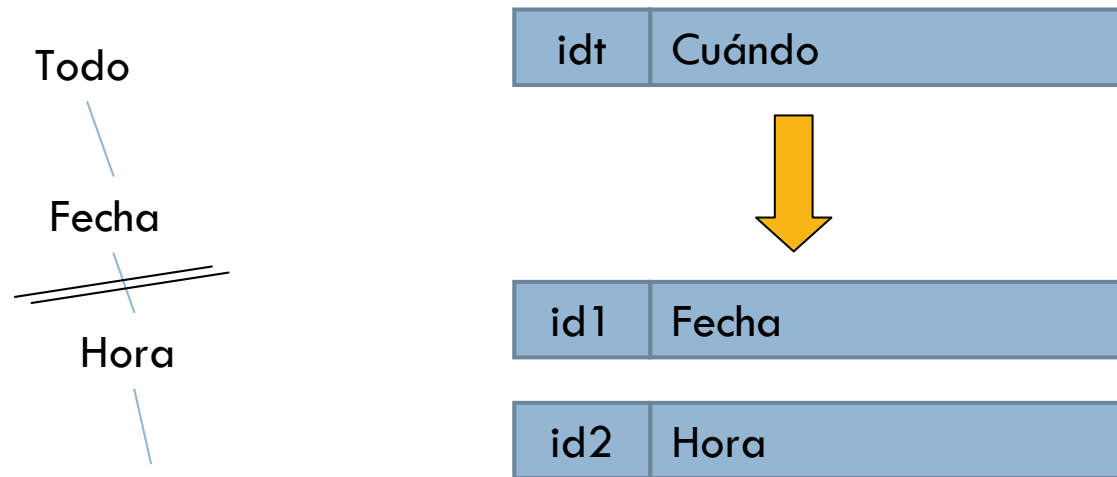 Todo
Fecha
Hora
idt Cuándo
id1 Fecha
id2 Hora